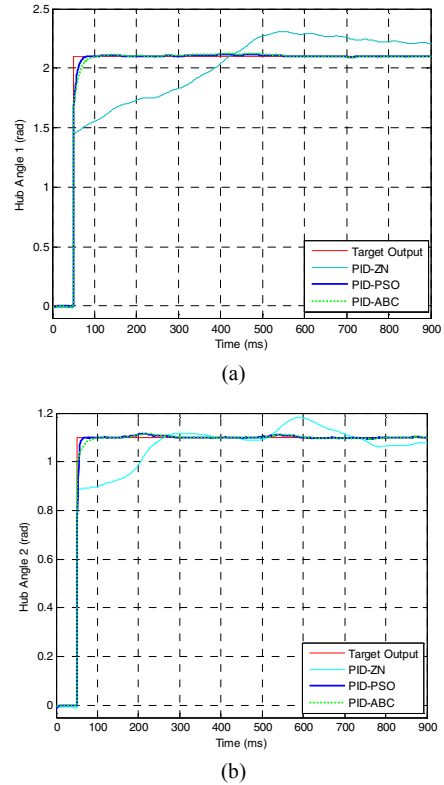 2.5
2
1.5
1
2.5
0
Hub Angle 1 (rad)
Target Output
PID-ZN
PID-PSO
PID-ABC
0 100 200 300 400 500 600 700 800 900
Time (ms)
(a)
1.2
1
0.8
0.6
0.4
0.2
0
Hub Angle 2 (rad)
Target Output
PID-ZN
PID-PSO
PID-ABC
0 100 200 300 400 500 600 700 800 900
Time (ms)
(b)